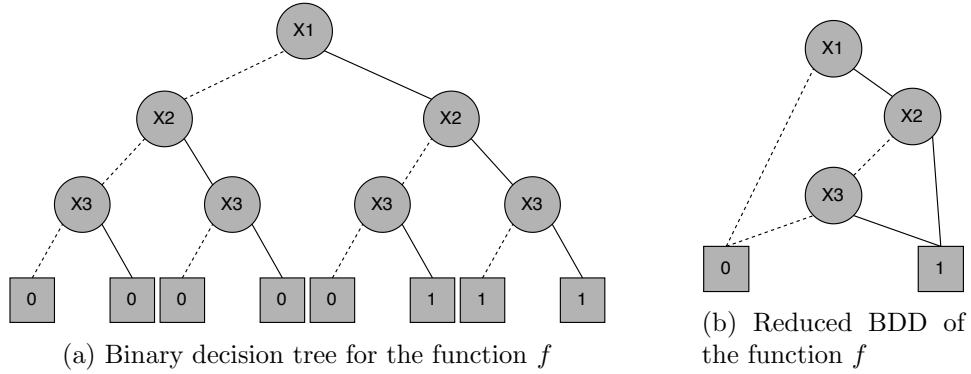 X1
X2 X2
X3 X3 X3 X3
0 0 0 0 0 1 1 1
(a) Binary decision tree for the function f
X1
X2
X3
0 1
(b) Reduced BDD of
the function f